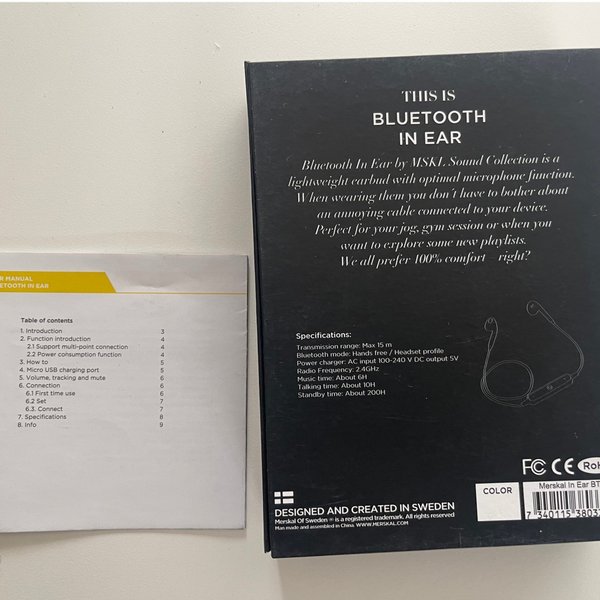 R MANUAL
ETOOTH IN EAR
Table of contents
1. Introduction 3
2. Function introduction 4
2.1 Support multi-point connection 4
2.2 Power consumption function 4
3. How to 5
4. Micro USB charging port 5
5. Volume, tracking and mute 6
6. Connection 6
6.1 First time use 6
6.2 Set 7
6.3. Connect 7
7. Specifications 8
8. Info 9
THIS IS
BLUETOOTH
IN EAR
Bluetooth In Ear by MSKL Sound Collection is a
lightweight earbud with optimal microphone function.
When wearing them you don´t have to bother about
an annoying cable connected to your device.
Perfect for your jog, gym session or when you
want to explore some new playlists.
We all prefer 100% comfort – right?
Specifications:
Transmission range: Max 15 m
Bluetooth mode: Hands free / Headset profile
Power charger: AC input 100-240 V DC output 5V
Radio Frequency: 2.4GHz
Music time: About 6H
Talking time: About 10H
Standby time: About 200H
FC CE RoH
COLOR
Merskal In Ear BT
7 340115 3803
DESIGNED AND CREATED IN SWEDEN
Merskal Of Sweden ® is a registered trademark. All rights reserved
Man made and assembled in China WWW.MERSKAL.COM